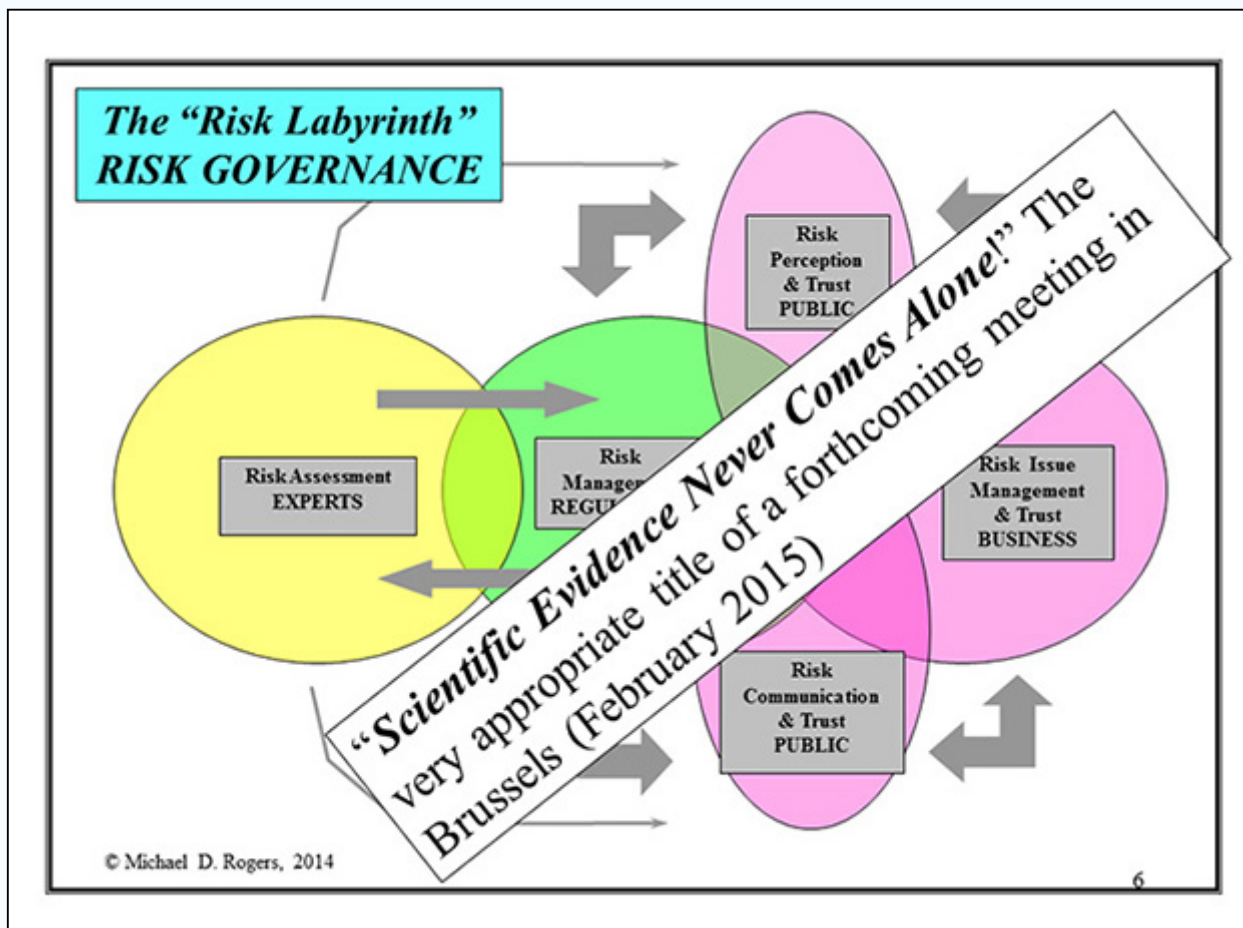 The “Risk Labyrinth”
RISK GOVERNANCE
Risk
Perception
& Trust
PUBLIC
Risk Assessment
EXPERTS
Risk
Risk Issue
Management
& Trust
BUSINESS
“Scientific Evidence Never Comes Alone!” The
very appropriate title of a forthcoming meeting in
Brussels (February 2015)
Risk
Communication
& Trust
PUBLIC
© Michael D. Rogers, 2014
6